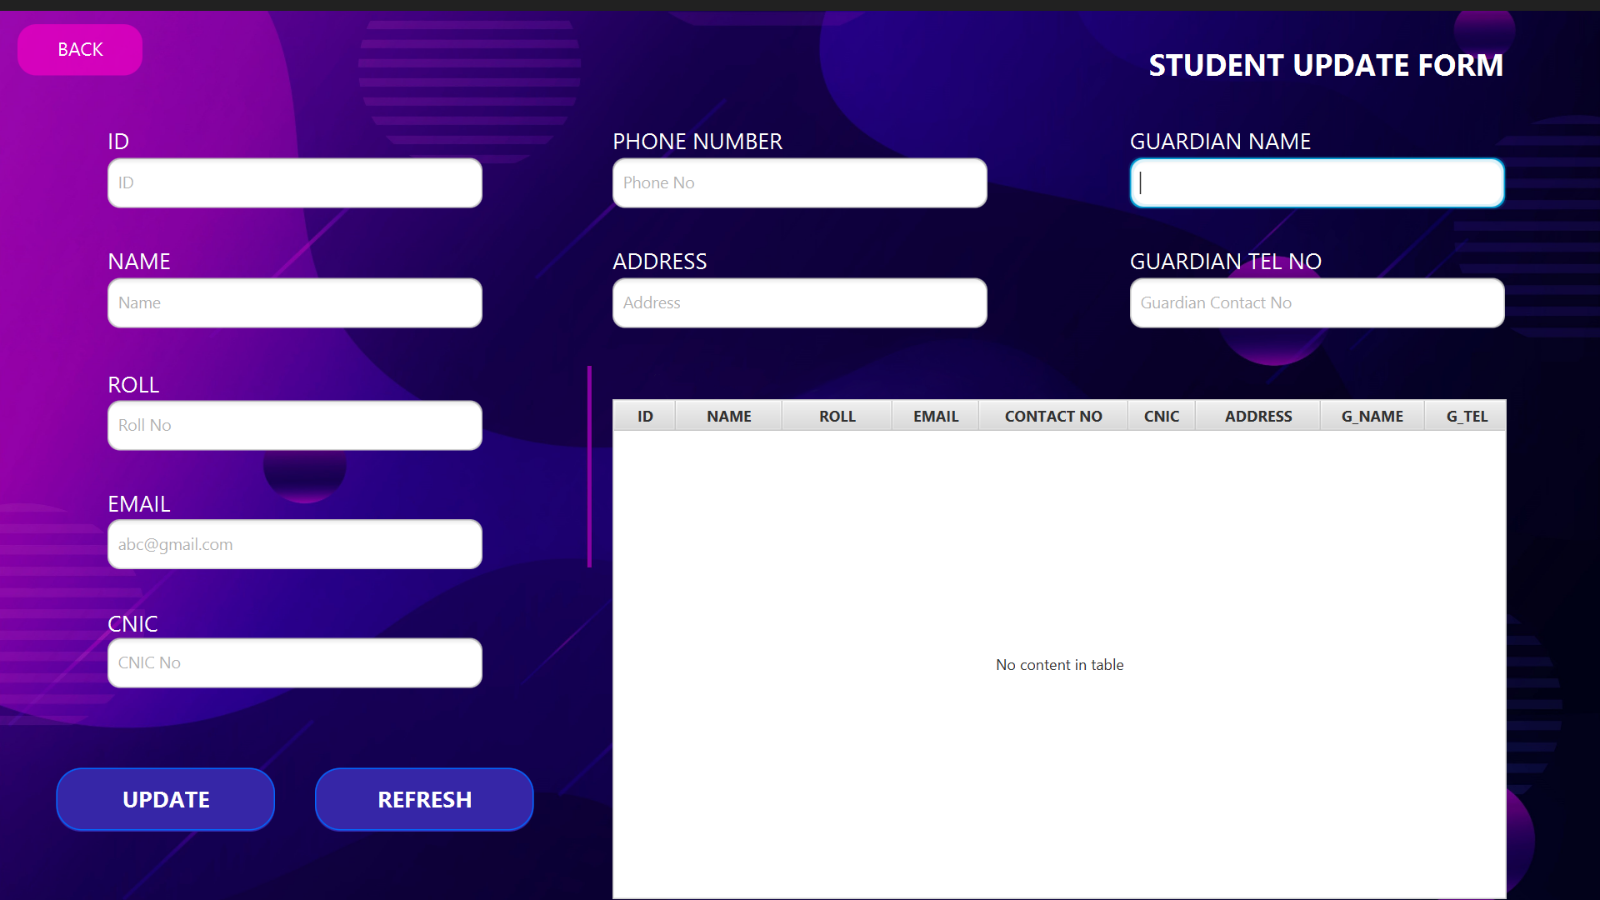 BACK
STUDENT UPDATE FORM
ID
ID
PHONE NUMBER
Phone No
GUARDIAN NAME
NAME
Name
ADDRESS
Address
GUARDIAN TEL NO
Guardian Contact No
ROLL
Roll No
EMAIL
abc@gmail.com
CNIC
CNIC No
UPDATE
REFRESH
ID NAME ROLL EMAIL CONTACT NO CNIC ADDRESS G_NAME G_TEL
No content in table